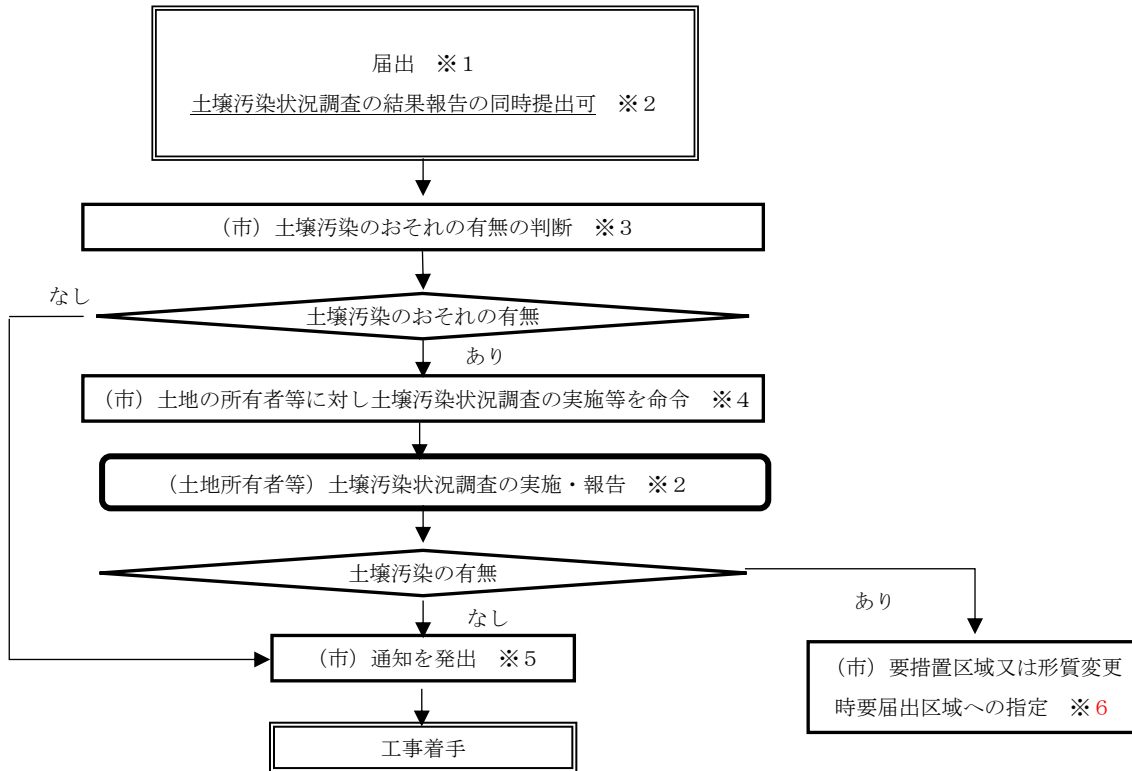 届出　※１
土壌汚染状況調査の結果報告の同時提出可　※２
（市）土壌汚染のおそれの有無の判断　※３
なし
土壌汚染のおそれの有無
あり
（市）土地の所有者等に対し土壌汚染状況調査の実施等を命令　※４
（土地所有者等）土壌汚染状況調査の実施・報告　※２
土壌汚染の有無
あり
なし
（市）通知を発出　※５
（市）要措置区域又は形質変更
時要届出区域への指定　※６
工事着手